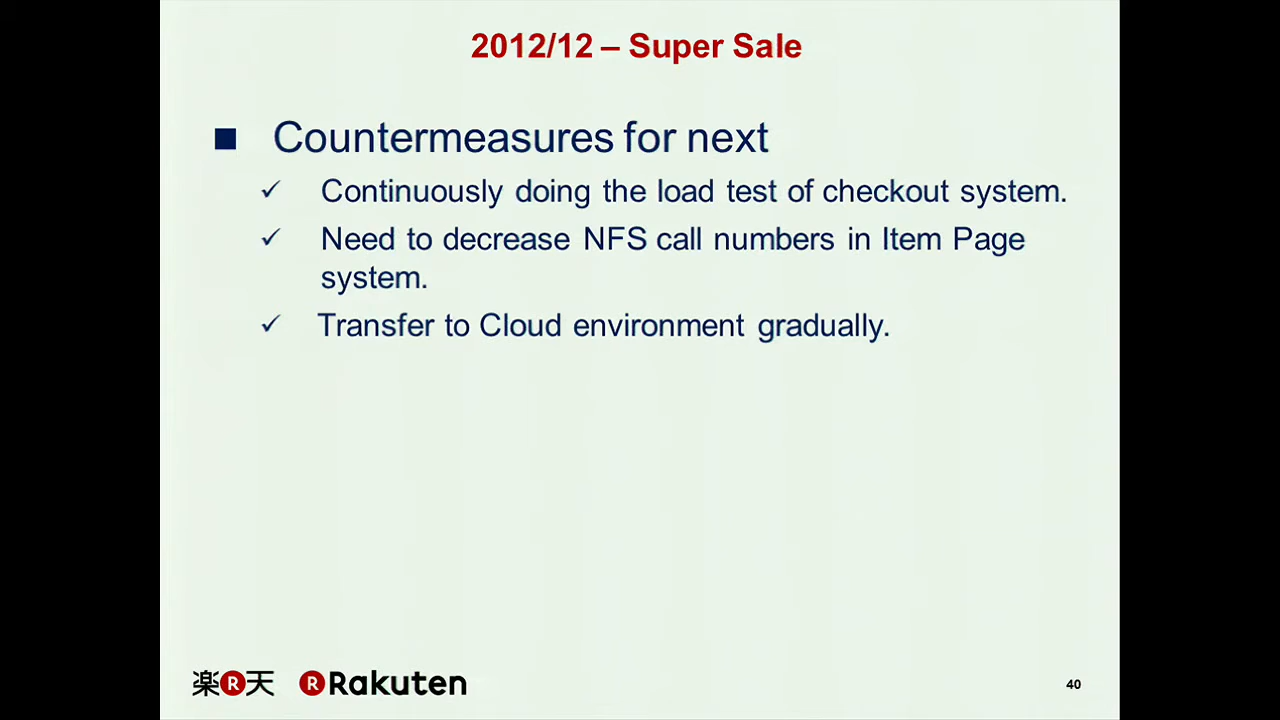 2012/12 – Super Sale
Countermeasures for next
Continuously doing the load test of checkout system.
Need to decrease NFS call numbers in Item Page
system.
Transfer to Cloud environment gradually.
楽R天 R Rakuten
40